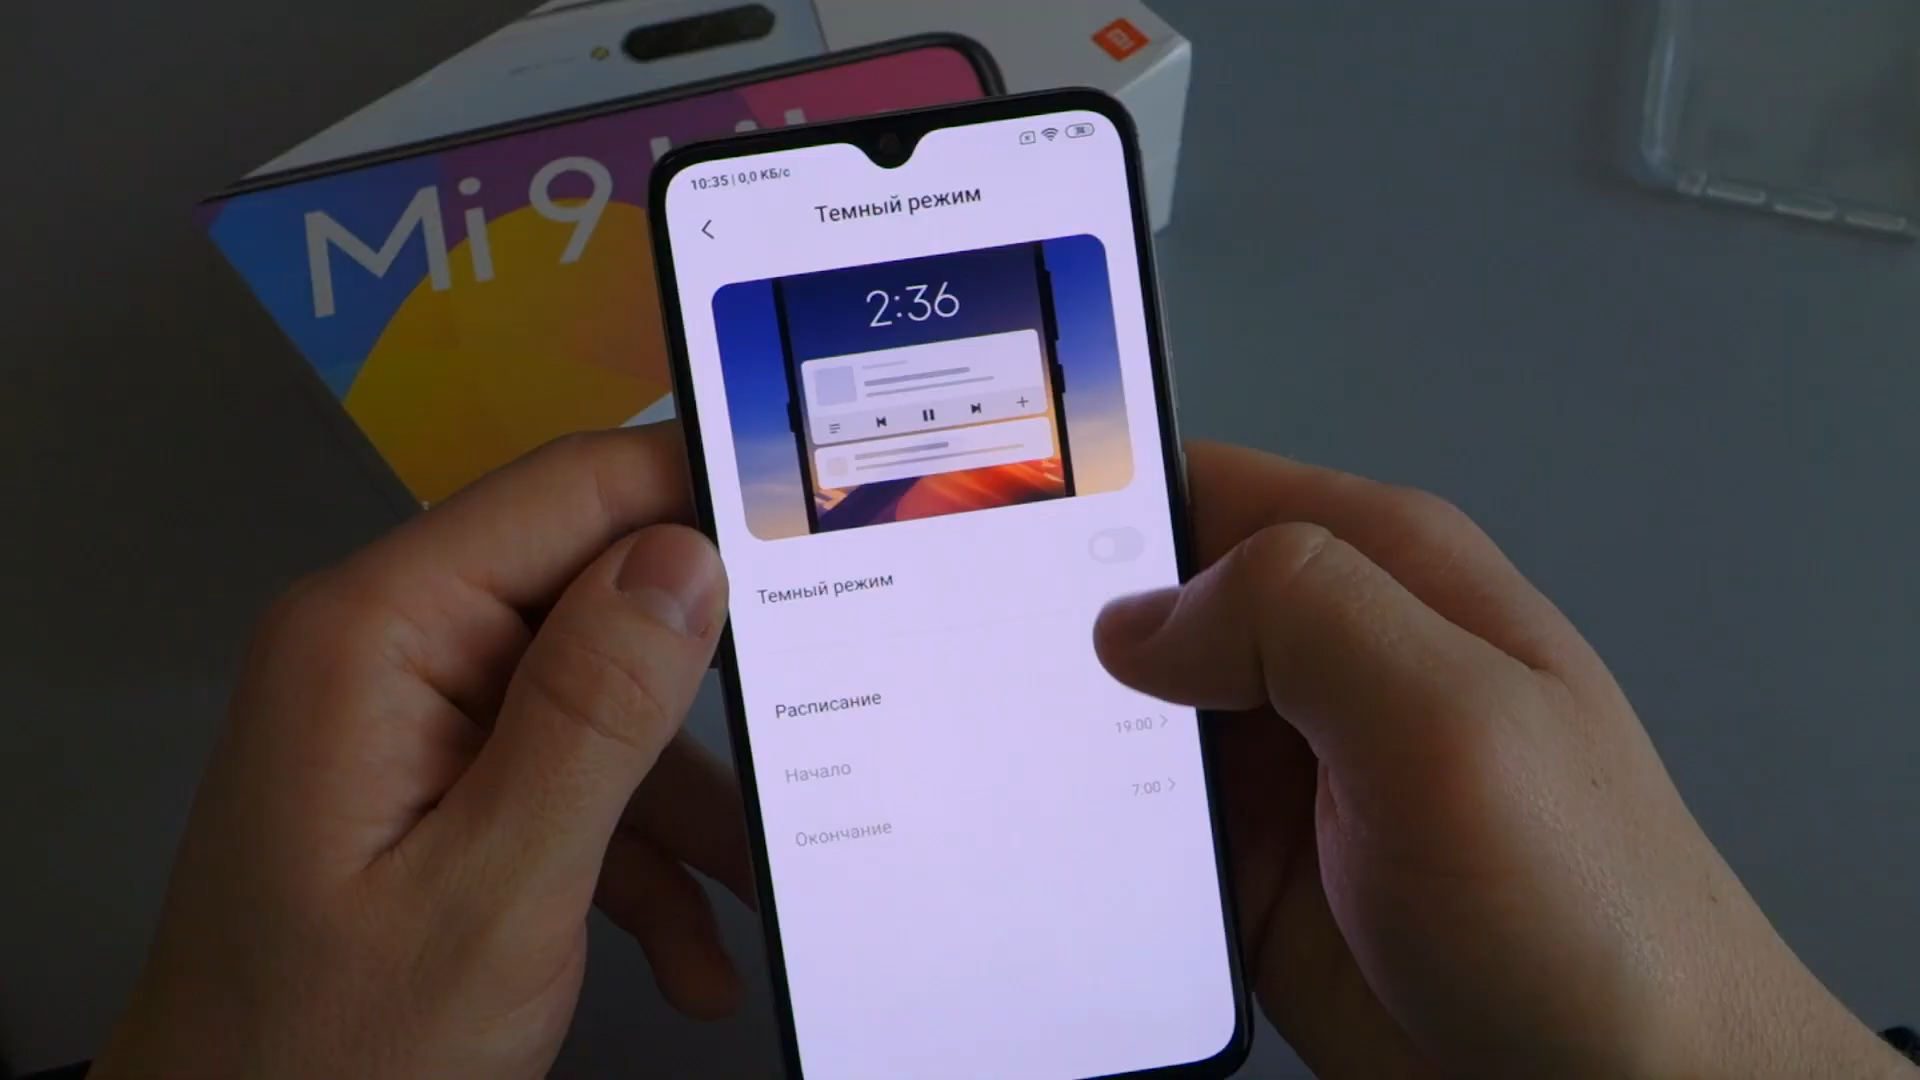 Mi 9
10:35 | 0,0 КБ/с
Темный режим
2:36
Темный режим
Расписание
19:00
Начало
7:00
Окончание